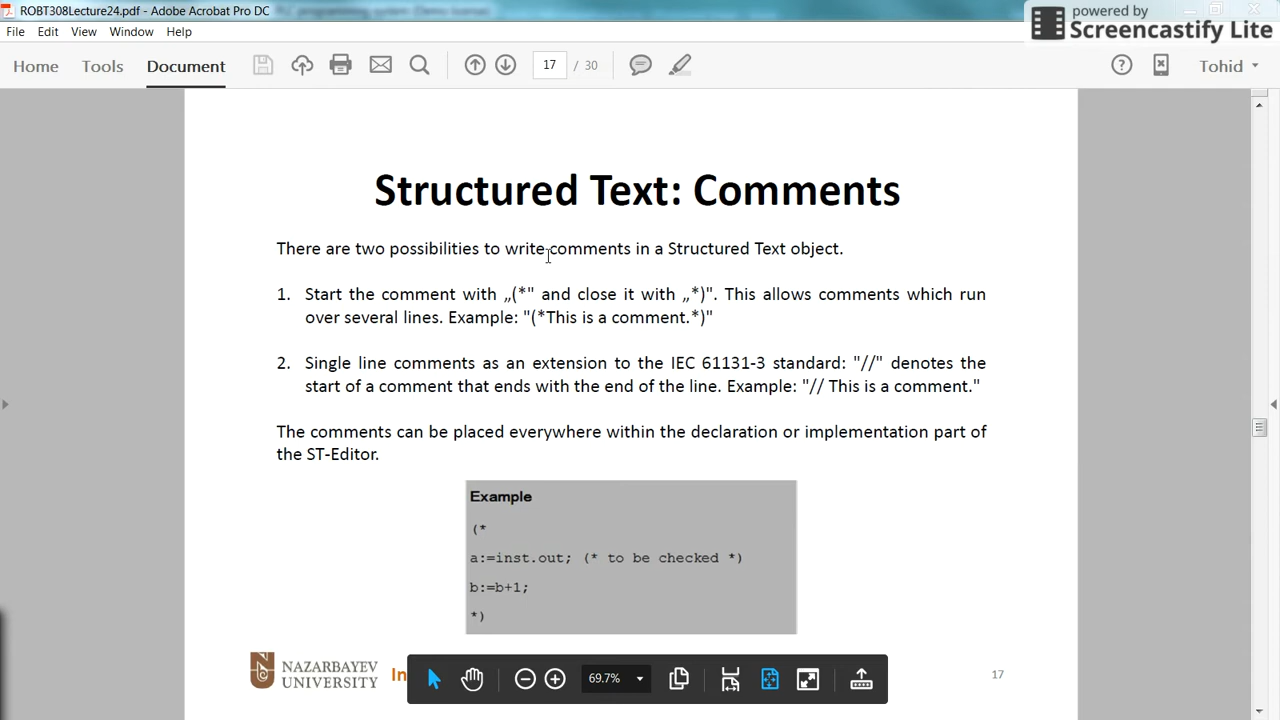 ROBT308Lecture24.pdf - Adobe Acrobat Pro DC
powered by
Screencastify Lite
File Edit View Window Help
Home Tools Document 17 / 30 Tohid
Structured Text: Comments
There are two possibilities to write comments in a Structured Text object.
1. Start the comment with „(*" and close it with „*)". This allows comments which run
over several lines. Example: "(*This is a comment.*)"
2. Single line comments as an extension to the IEC 61131-3 standard: "//" denotes the
start of a comment that ends with the end of the line. Example: "// This is a comment."
The comments can be placed everywhere within the declaration or implementation part of
the ST-Editor.
Example
(*
a:=inst.out; (* to be checked *)
b:=b+1;
*)
NAZARBAYEV
UNIVERSITY
In
69.7%
17